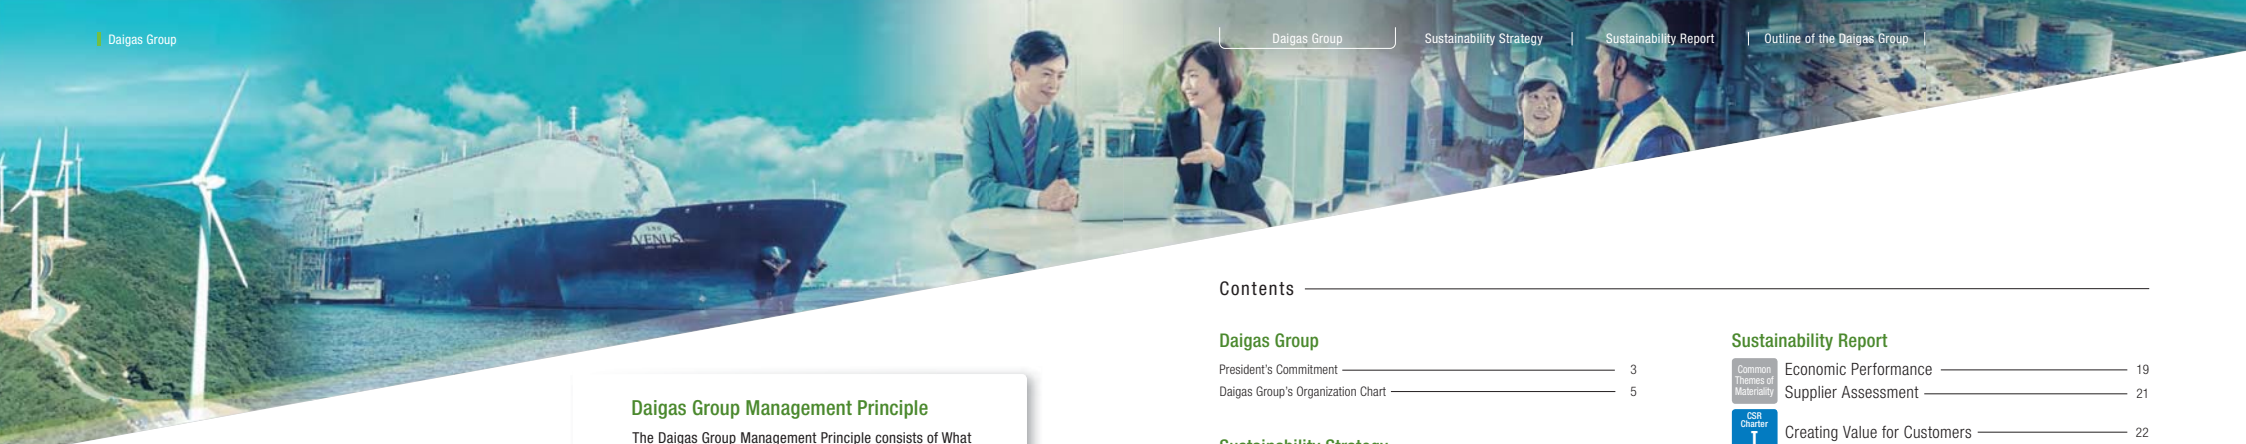 Daigas Group
Daigas Group
Sustainability Strategy
Sustainability Report
Outline of the Daigas Group
VENUS
Daigas Group Management Principle
The Daigas Group Management Principle consists of What
Contents
Daigas Group
President's Commitment 3
Daigas Group's Organization Chart 5
Sustainability Strategy
Sustainability Report
Common
Themes of
Materiality
Economic Performance 19
Supplier Assessment 21
CSR
Charter
I
Creating Value for Customers 22